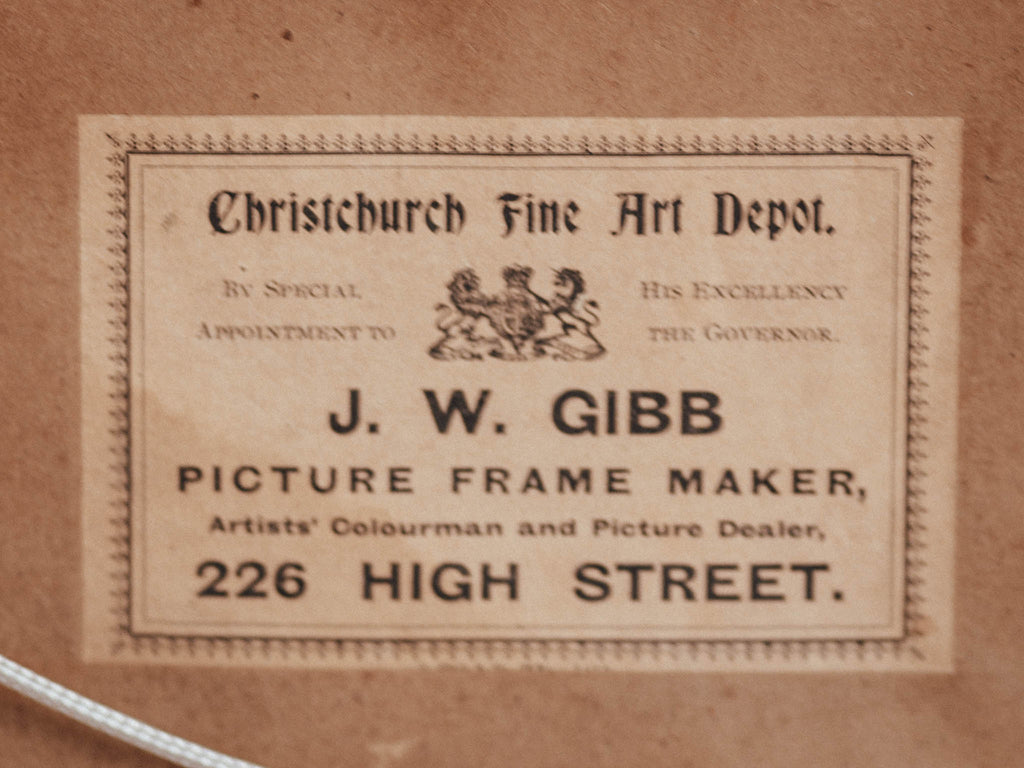 Christchurch Fine Art Depot.
By Special Appointment to
His Excellency the Governor.
J. W. GIBB
PICTURE FRAME MAKER,
Artists' Colourman and Picture Dealer,
226 HIGH STREET.